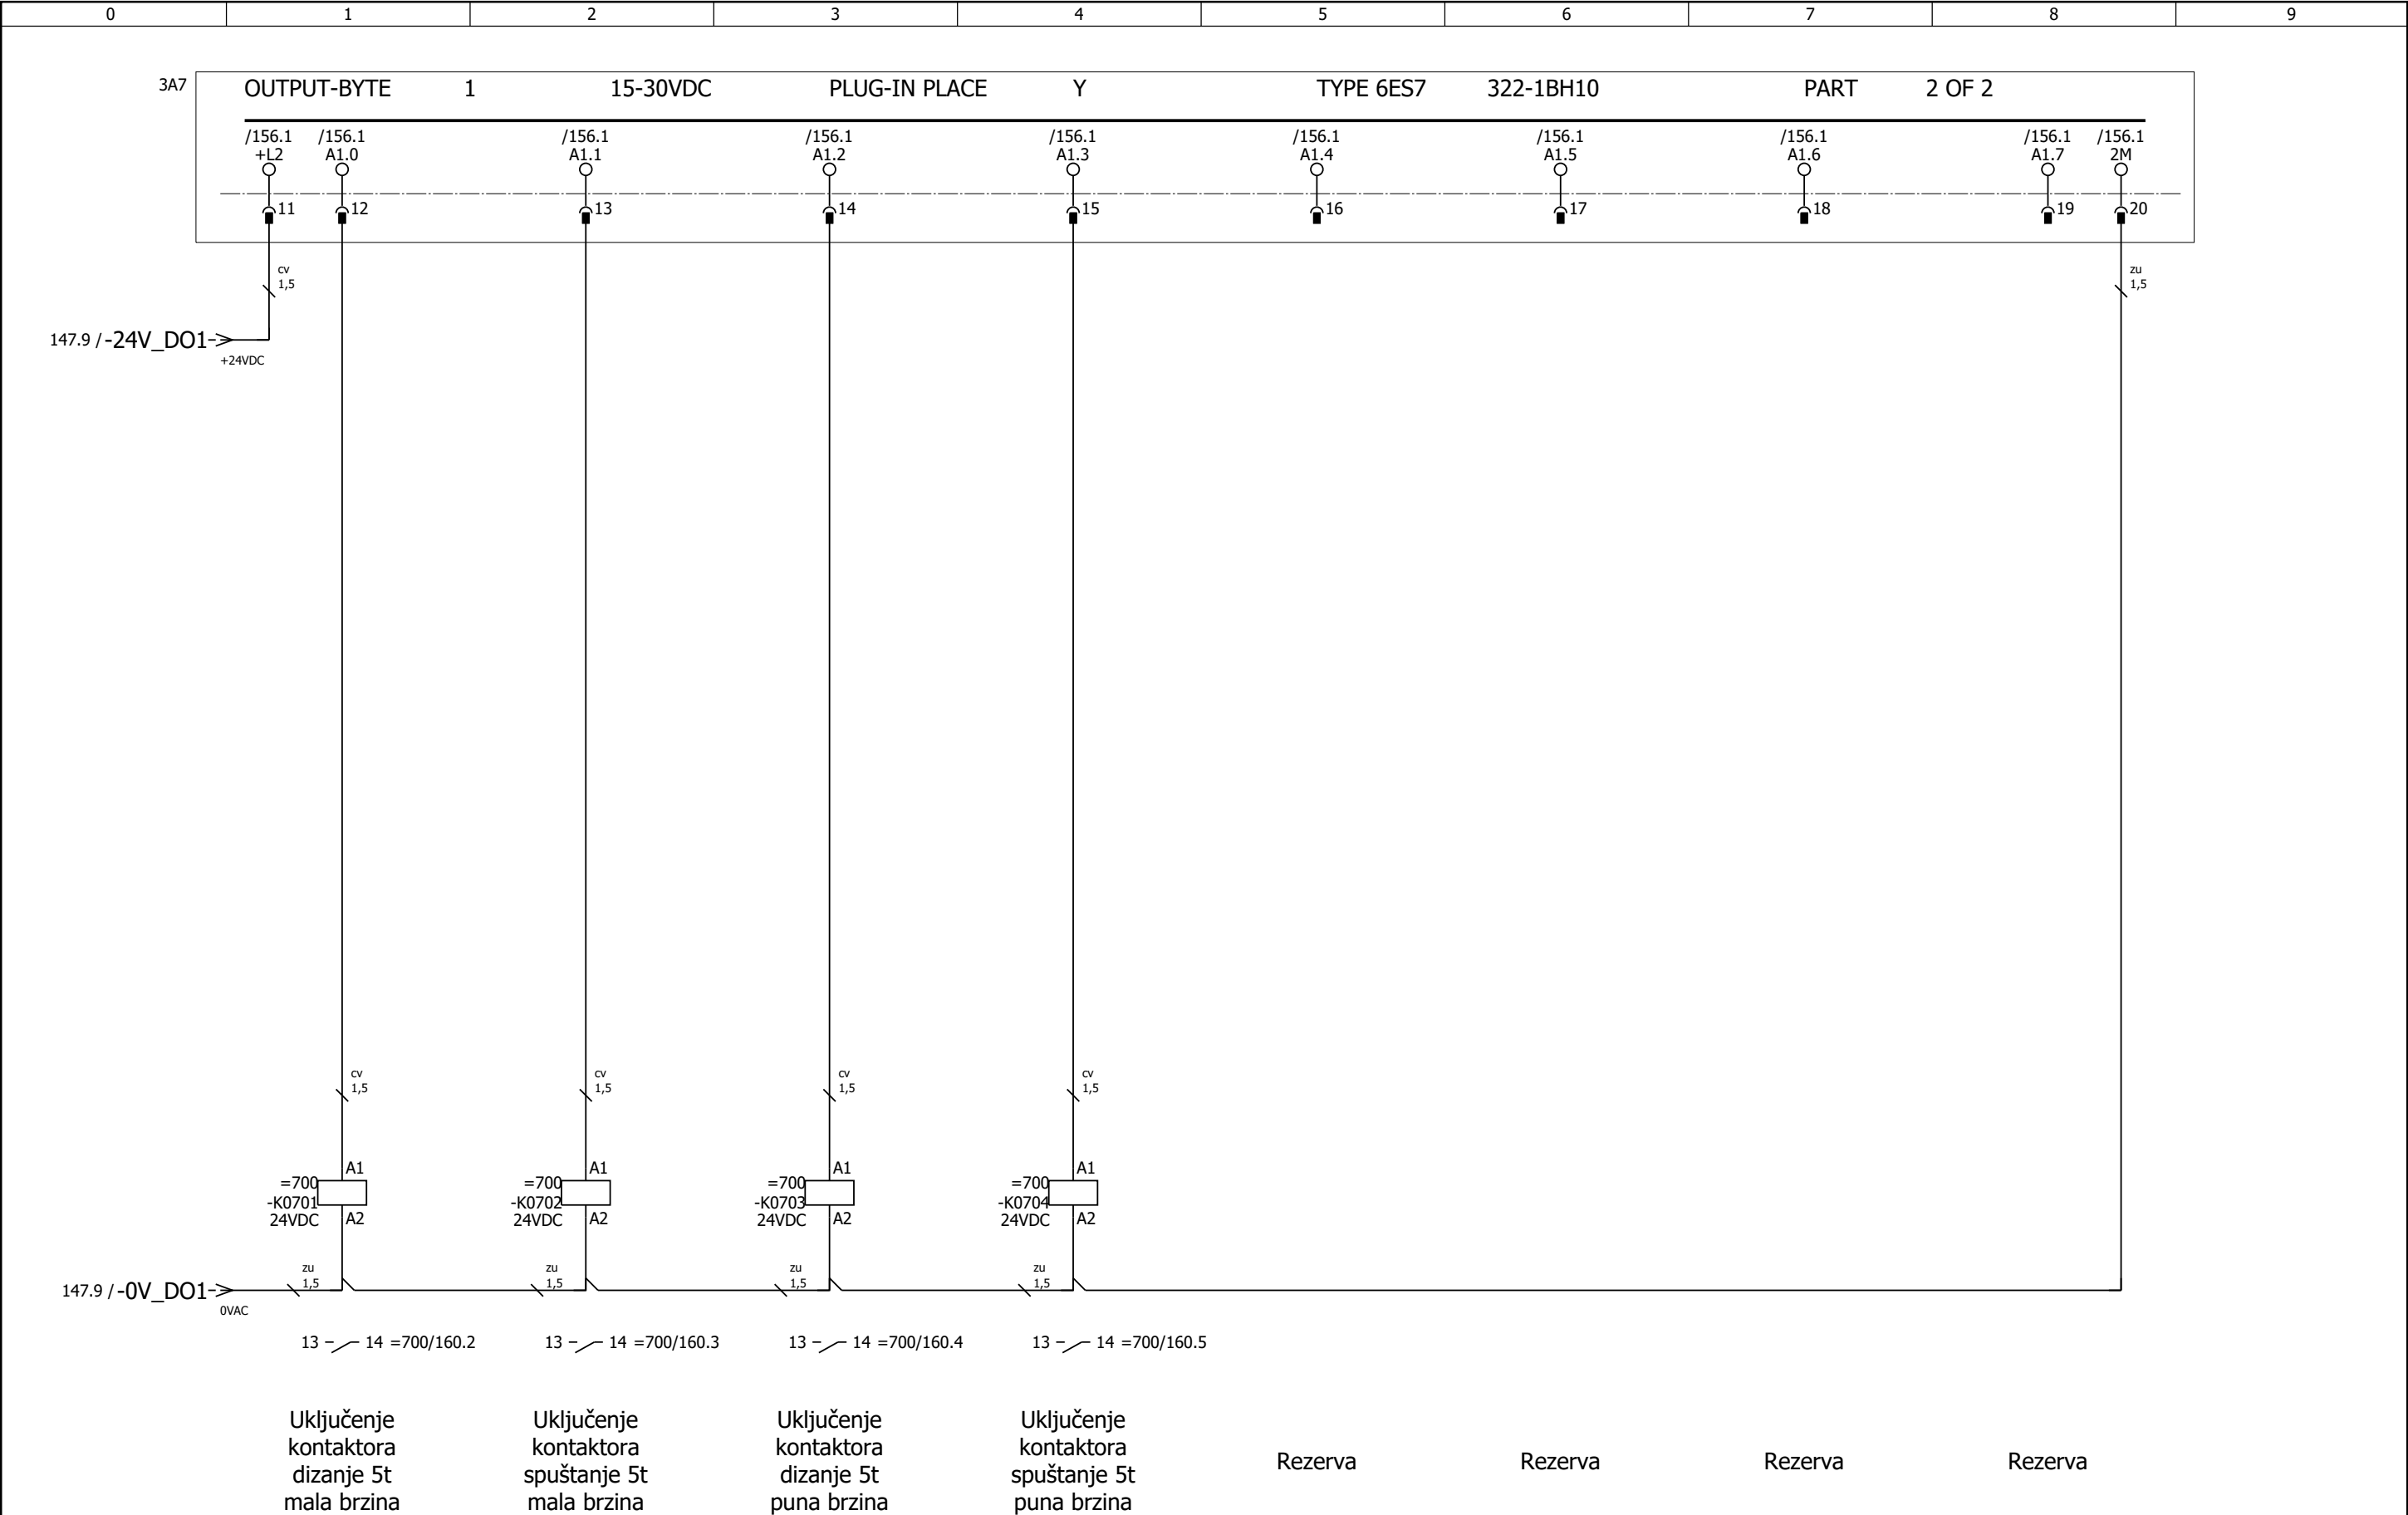 0 1 2 3 4 5 6 7 8 9
3A7 OUTPUT-BYTE 1 15-30VDC PLUG-IN PLACE Y TYPE 6ES7 322-1BH10 PART 2 OF 2
/156.1 /156.1 /156.1 /156.1 /156.1 /156.1 /156.1 /156.1 /156.1 /156.1
+L2 A1.0 A1.1 A1.2 A1.3 A1.4 A1.5 A1.6 A1.7 2M
11 12 13 14 15 16 17 18 19 20
cv zu
1,5 1,5
147.9 / -24V_DO1
+24VDC
cv cv cv cv
1,5 1,5 1,5 1,5
A1 A1 A1 A1
=700 =700 =700 =700
-K0701 -K0702 -K0703 -K0704
24VDC A2 24VDC A2 24VDC A2 24VDC A2
zu zu zu zu
1,5 1,5 1,5 1,5
147.9 / -0V_DO1
0VAC
13 14 =700/160.2 13 14 =700/160.3 13 14 =700/160.4 13 14 =700/160.5
Uključenje
kontaktora
dizanje 5t
mala brzina
Uključenje
kontaktora
spuštanje 5t
mala brzina
Uključenje
kontaktora
dizanje 5t
puna brzina
Uključenje
kontaktora
spuštanje 5t
puna brzina
Rezerva
Rezerva
Rezerva
Rezerva